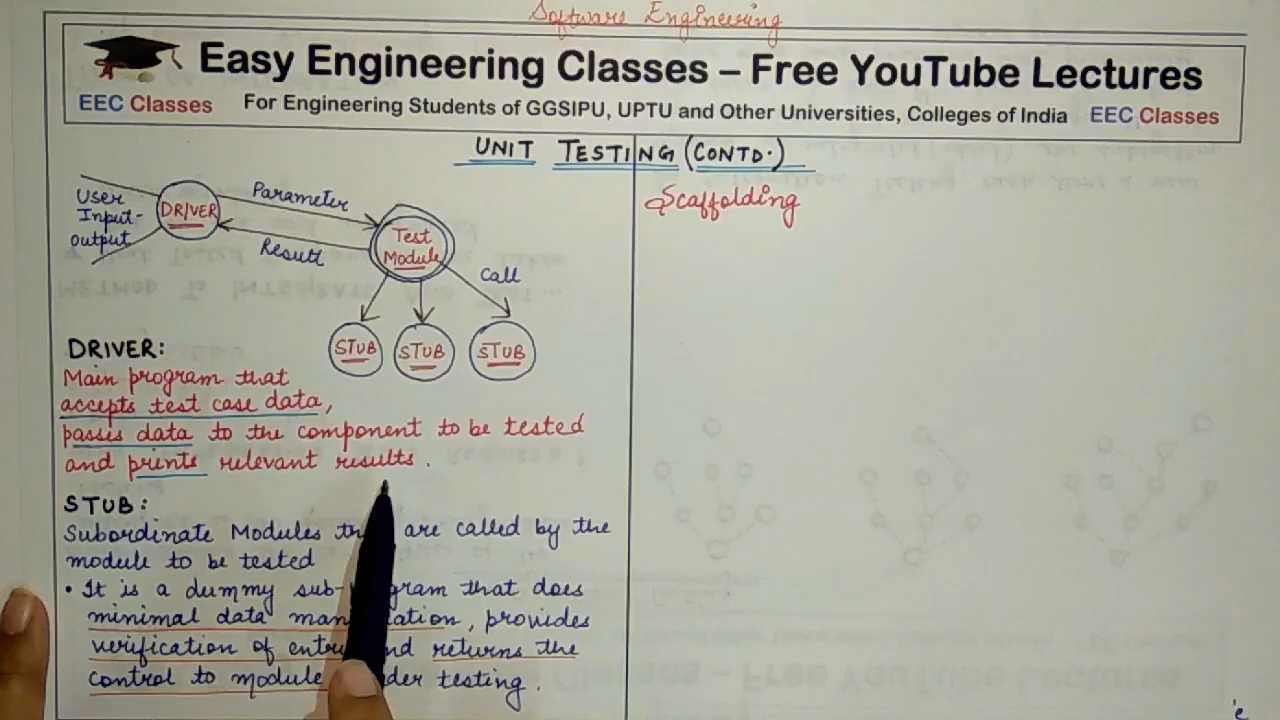 Software Engineering
Easy Engineering Classes – Free YouTube Lectures
EEC Classes For Engineering Students of GGSIPU, UPTU and Other Universities, Colleges of India EEC Classes
UNIT TESTING (CONTD.)
User
Input-
output
DRIVER
Parameter
Result
Test
Module
Call
STUB
STUB
STUB
DRIVER:
Main program that
accepts test case data,
passes data to the component to be tested
and prints relevant results.
STUB:
Subordinate Modules are called by the
module to be tested
• It is a dummy sub- that does
minimal data, provides
verification of and returns the
control to module testing.
Scaffolding